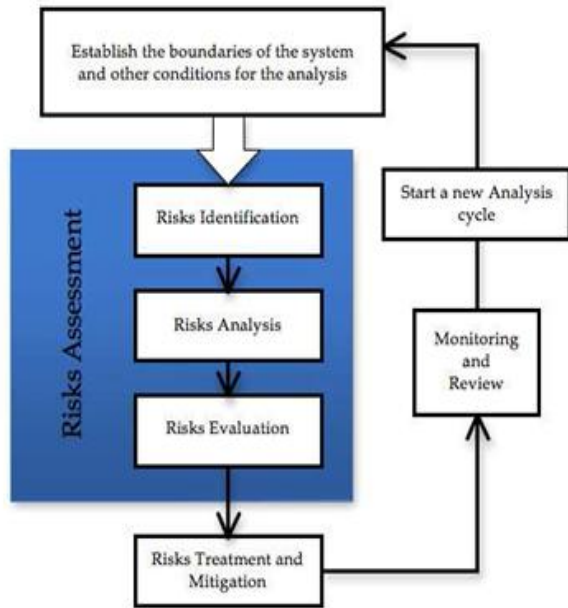 Establish the boundaries of the system
and other conditions for the analysis
Risks Assessment
Risks Identification
Risks Analysis
Risks Evaluation
Risks Treatment and
Mitigation
Start a new Analysis
cycle
Monitoring
and
Review